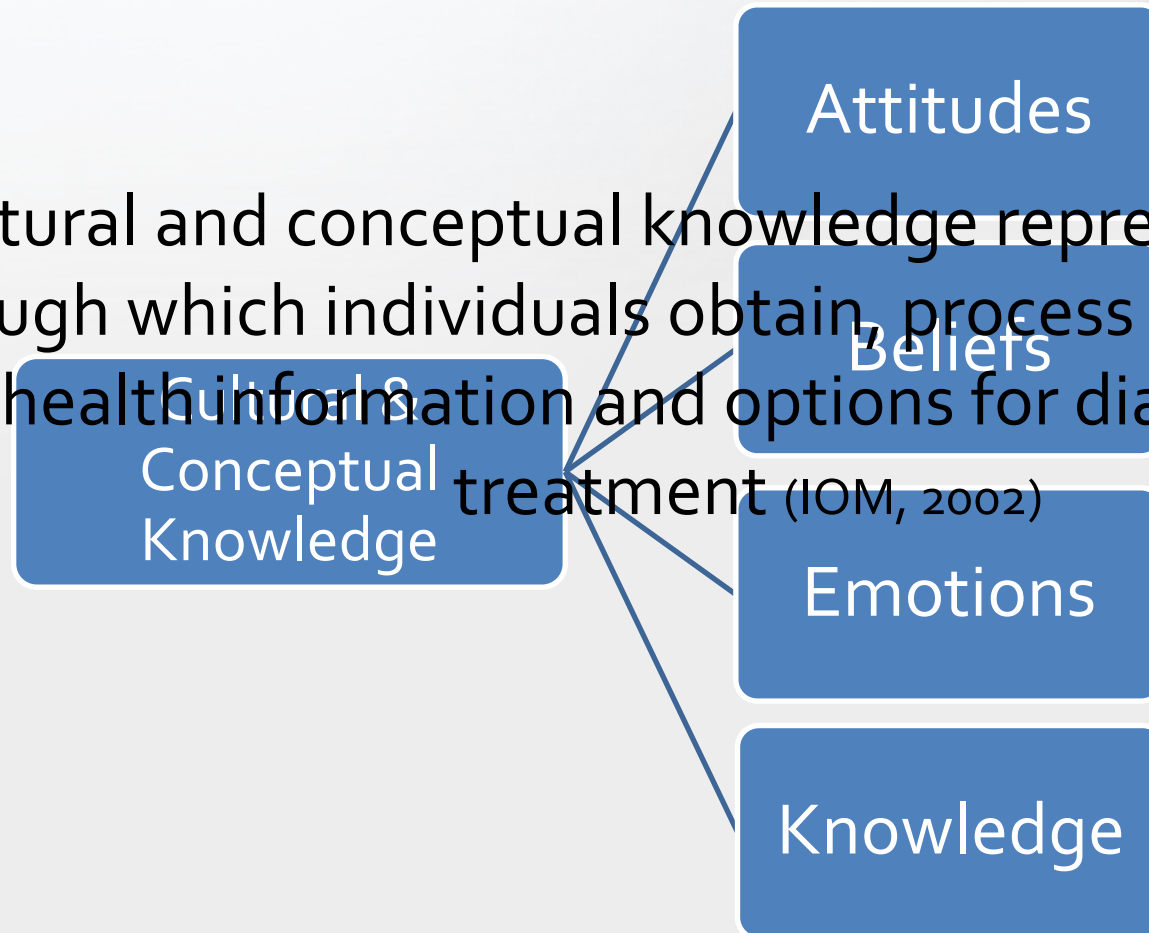 Attitudes
tural and conceptual knowledge repre
ugh which individuals obtain, process
Beliefs
health information and options for dia
Cultural &
Conceptual
Knowledge
treatment (IOM, 2002)
Emotions
Knowledge